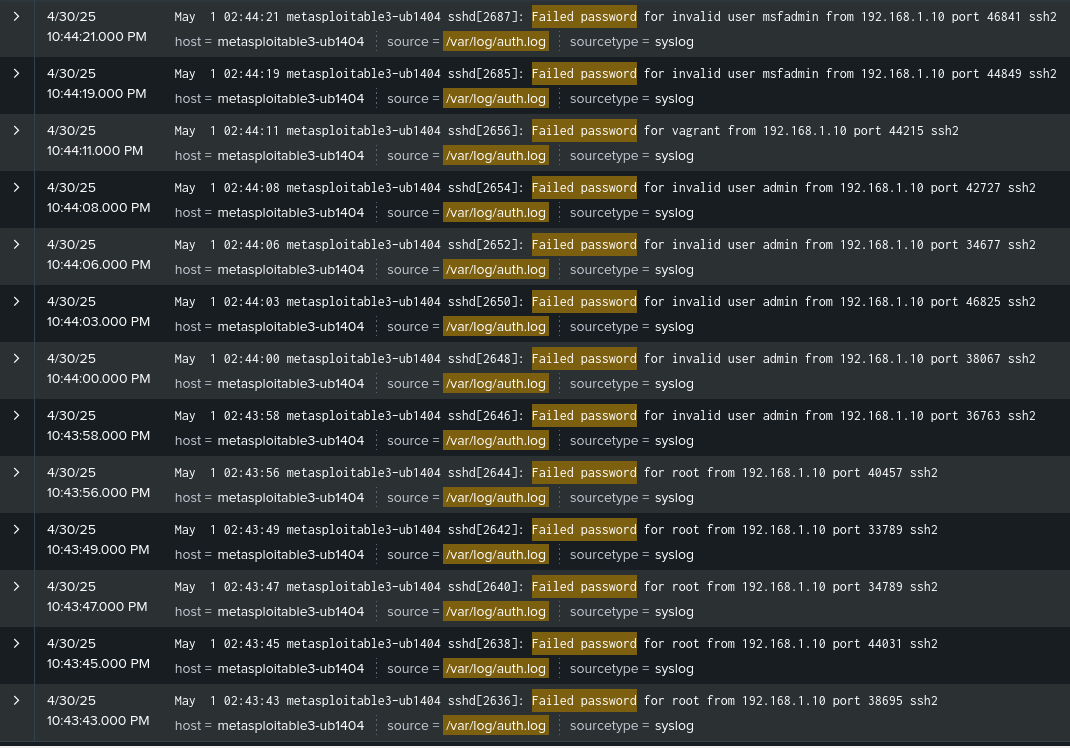 4/30/25
10:44:21.000 PM
May  1 02:44:21 metasploitable3-ub1404 sshd[2687]: Failed password for invalid user msfadmin from 192.168.1.10 port 46841 ssh2
host = metasploitable3-ub1404 source = /var/log/auth.log sourcetype = syslog
4/30/25
10:44:19.000 PM
May  1 02:44:19 metasploitable3-ub1404 sshd[2685]: Failed password for invalid user msfadmin from 192.168.1.10 port 44849 ssh2
host = metasploitable3-ub1404 source = /var/log/auth.log sourcetype = syslog
4/30/25
10:44:11.000 PM
May  1 02:44:11 metasploitable3-ub1404 sshd[2656]: Failed password for vagrant from 192.168.1.10 port 44215 ssh2
host = metasploitable3-ub1404 source = /var/log/auth.log sourcetype = syslog
4/30/25
10:44:08.000 PM
May  1 02:44:08 metasploitable3-ub1404 sshd[2654]: Failed password for invalid user admin from 192.168.1.10 port 42727 ssh2
host = metasploitable3-ub1404 source = /var/log/auth.log sourcetype = syslog
4/30/25
10:44:06.000 PM
May  1 02:44:06 metasploitable3-ub1404 sshd[2652]: Failed password for invalid user admin from 192.168.1.10 port 34677 ssh2
host = metasploitable3-ub1404 source = /var/log/auth.log sourcetype = syslog
4/30/25
10:44:03.000 PM
May  1 02:44:03 metasploitable3-ub1404 sshd[2650]: Failed password for invalid user admin from 192.168.1.10 port 46825 ssh2
host = metasploitable3-ub1404 source = /var/log/auth.log sourcetype = syslog
4/30/25
10:44:00.000 PM
May  1 02:44:00 metasploitable3-ub1404 sshd[2648]: Failed password for invalid user admin from 192.168.1.10 port 38067 ssh2
host = metasploitable3-ub1404 source = /var/log/auth.log sourcetype = syslog
4/30/25
10:43:58.000 PM
May  1 02:43:58 metasploitable3-ub1404 sshd[2646]: Failed password for invalid user admin from 192.168.1.10 port 36763 ssh2
host = metasploitable3-ub1404 source = /var/log/auth.log sourcetype = syslog
4/30/25
10:43:56.000 PM
May  1 02:43:56 metasploitable3-ub1404 sshd[2644]: Failed password for root from 192.168.1.10 port 40457 ssh2
host = metasploitable3-ub1404 source = /var/log/auth.log sourcetype = syslog
4/30/25
10:43:49.000 PM
May  1 02:43:49 metasploitable3-ub1404 sshd[2642]: Failed password for root from 192.168.1.10 port 33789 ssh2
host = metasploitable3-ub1404 source = /var/log/auth.log sourcetype = syslog
4/30/25
10:43:47.000 PM
May  1 02:43:47 metasploitable3-ub1404 sshd[2640]: Failed password for root from 192.168.1.10 port 34789 ssh2
host = metasploitable3-ub1404 source = /var/log/auth.log sourcetype = syslog
4/30/25
10:43:45.000 PM
May  1 02:43:45 metasploitable3-ub1404 sshd[2638]: Failed password for root from 192.168.1.10 port 44031 ssh2
host = metasploitable3-ub1404 source = /var/log/auth.log sourcetype = syslog
4/30/25
10:43:43.000 PM
May  1 02:43:43 metasploitable3-ub1404 sshd[2636]: Failed password for root from 192.168.1.10 port 38695 ssh2
host = metasploitable3-ub1404 source = /var/log/auth.log sourcetype = syslog